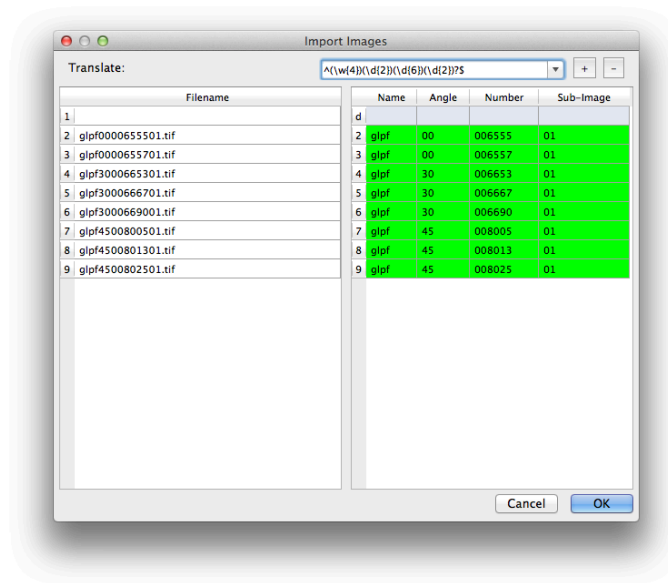 Import Images
Translate: ^(\w{4})(\d{2})(\d{6})(\d{2})?$ + -
Filename
1
2 glpf0000655501.tif
3 glpf0000655701.tif
4 glpf3000665301.tif
5 glpf3000666701.tif
6 glpf3000669001.tif
7 glpf4500800501.tif
8 glpf4500801301.tif
9 glpf4500802501.tif
Name Angle Number Sub-Image
d
2 glpf 00 006555 01
3 glpf 00 006557 01
4 glpf 30 006653 01
5 glpf 30 006667 01
6 glpf 30 006690 01
7 glpf 45 008005 01
8 glpf 45 008013 01
9 glpf 45 008025 01
Cancel OK